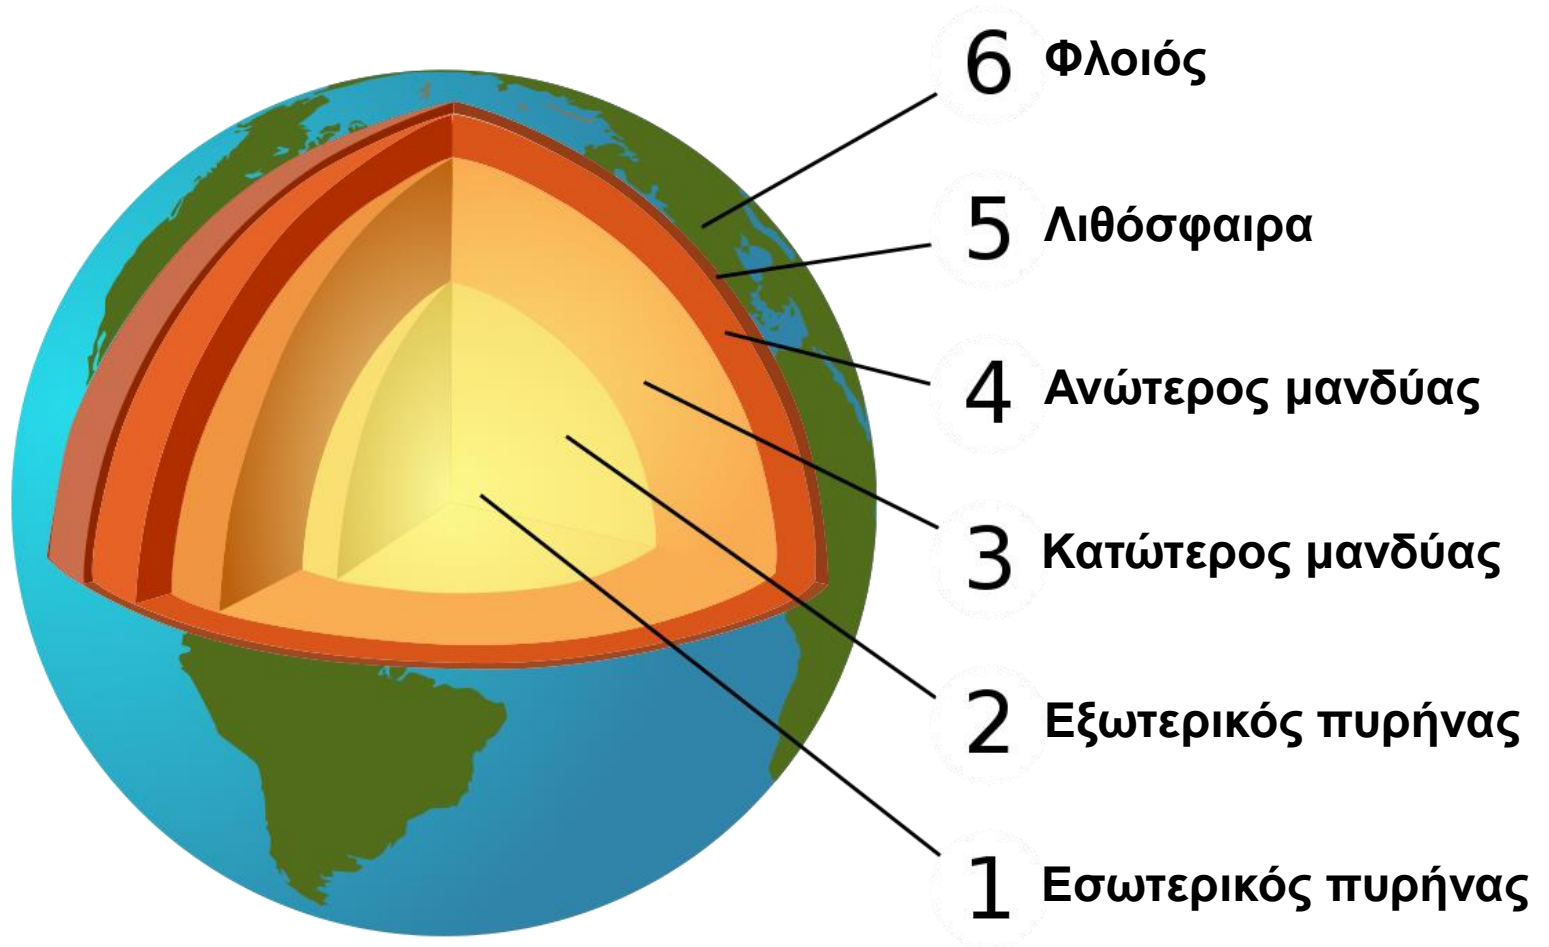 6 Φλοιός
5 Λιθόσφαιρα
4 Ανώτερος μανδύας
3 Κατώτερος μανδύας
2 Εξωτερικός πυρήνας
1 Εσωτερικός πυρήνας